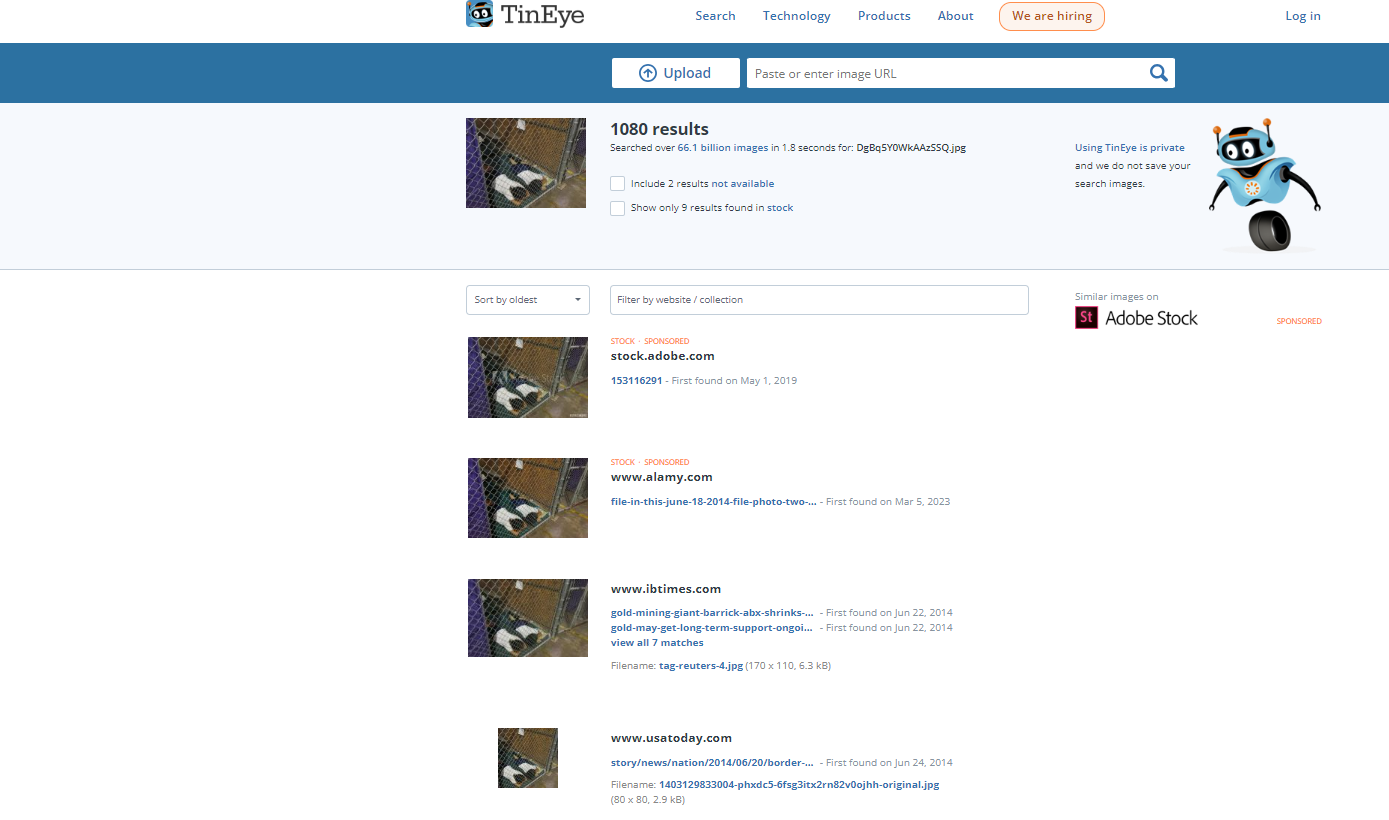 TinEye
Search Technology Products About We are hiring Log in
Upload Paste or enter image URL
1080 results
Searched over 66.1 billion images in 1.8 seconds for: DgBq5Y0WkAAzSSQ.jpg
Include 2 results not available
Show only 9 results found in stock
Using TinEye is private
and we do not save your
search images.
Sort by oldest
Filter by website / collection
Similar images on
St Adobe Stock
SPONSORED
STOCK · SPONSORED
stock.adobe.com
153116291 - First found on May 1, 2019
STOCK · SPONSORED
www.alamy.com
file-in-this-june-18-2014-file-photo-two-... - First found on Mar 5, 2023
www.ibtimes.com
gold-mining-giant-barrick-abx-shrinks-... - First found on Jun 22, 2014
gold-may-get-long-term-support-ongoi... - First found on Jun 22, 2014
view all 7 matches
Filename: tag-reuters-4.jpg (170 x 110, 6.3 kB)
www.usatoday.com
story/news/nation/2014/06/20/border-... - First found on Jun 24, 2014
Filename: 1403129833004-phxdc5-6fsg3itx2rn82v0ojhh-original.jpg
(80 x 80, 2.9 kB)